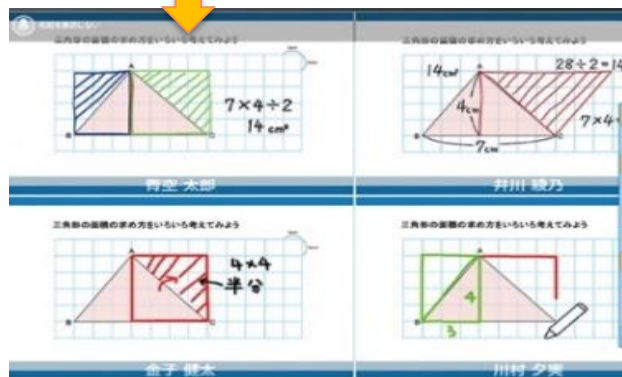 三角形の面積の求め方をいろいろ考えてみよう
A
B
C
7×4÷2
14cm²
青空 太郎
三角形の面積の求め方をいろいろ考えてみよう
14cm²
28÷2=14
A
4cm
7×4
B
C
7cm
井川 綾乃
三角形の面積の求め方をいろいろ考えてみよう
A
4×4
半分
B
金子 健太
三角形の面積の求め方をいろいろ考えてみよう
A
4
B
3
川村 夕実